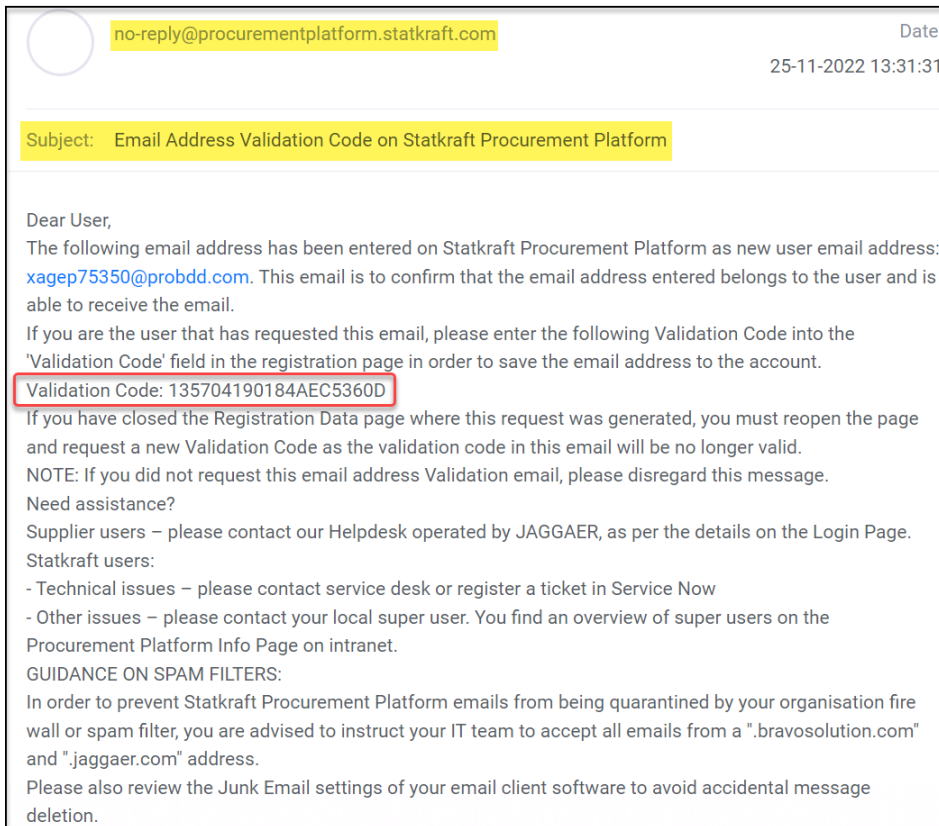 no-reply@procurementplatform.statkraft.com
Date
25-11-2022 13:31:31
Subject: Email Address Validation Code on Statkraft Procurement Platform
Dear User,
The following email address has been entered on Statkraft Procurement Platform as new user email address:
xagep75350@probdd.com. This email is to confirm that the email address entered belongs to the user and is
able to receive the email.
If you are the user that has requested this email, please enter the following Validation Code into the
'Validation Code' field in the registration page in order to save the email address to the account.
Validation Code: 135704190184AEC5360D
If you have closed the Registration Data page where this request was generated, you must reopen the page
and request a new Validation Code as the validation code in this email will be no longer valid.
NOTE: If you did not request this email address Validation email, please disregard this message.
Need assistance?
Supplier users – please contact our Helpdesk operated by JAGGAER, as per the details on the Login Page.
Statkraft users:
- Technical issues – please contact service desk or register a ticket in Service Now
- Other issues – please contact your local super user. You find an overview of super users on the
Procurement Platform Info Page on intranet.
GUIDANCE ON SPAM FILTERS:
In order to prevent Statkraft Procurement Platform emails from being quarantined by your organisation fire
wall or spam filter, you are advised to instruct your IT team to accept all emails from a ".bravosolution.com"
and ".jaggaer.com" address.
Please also review the Junk Email settings of your email client software to avoid accidental message
deletion.